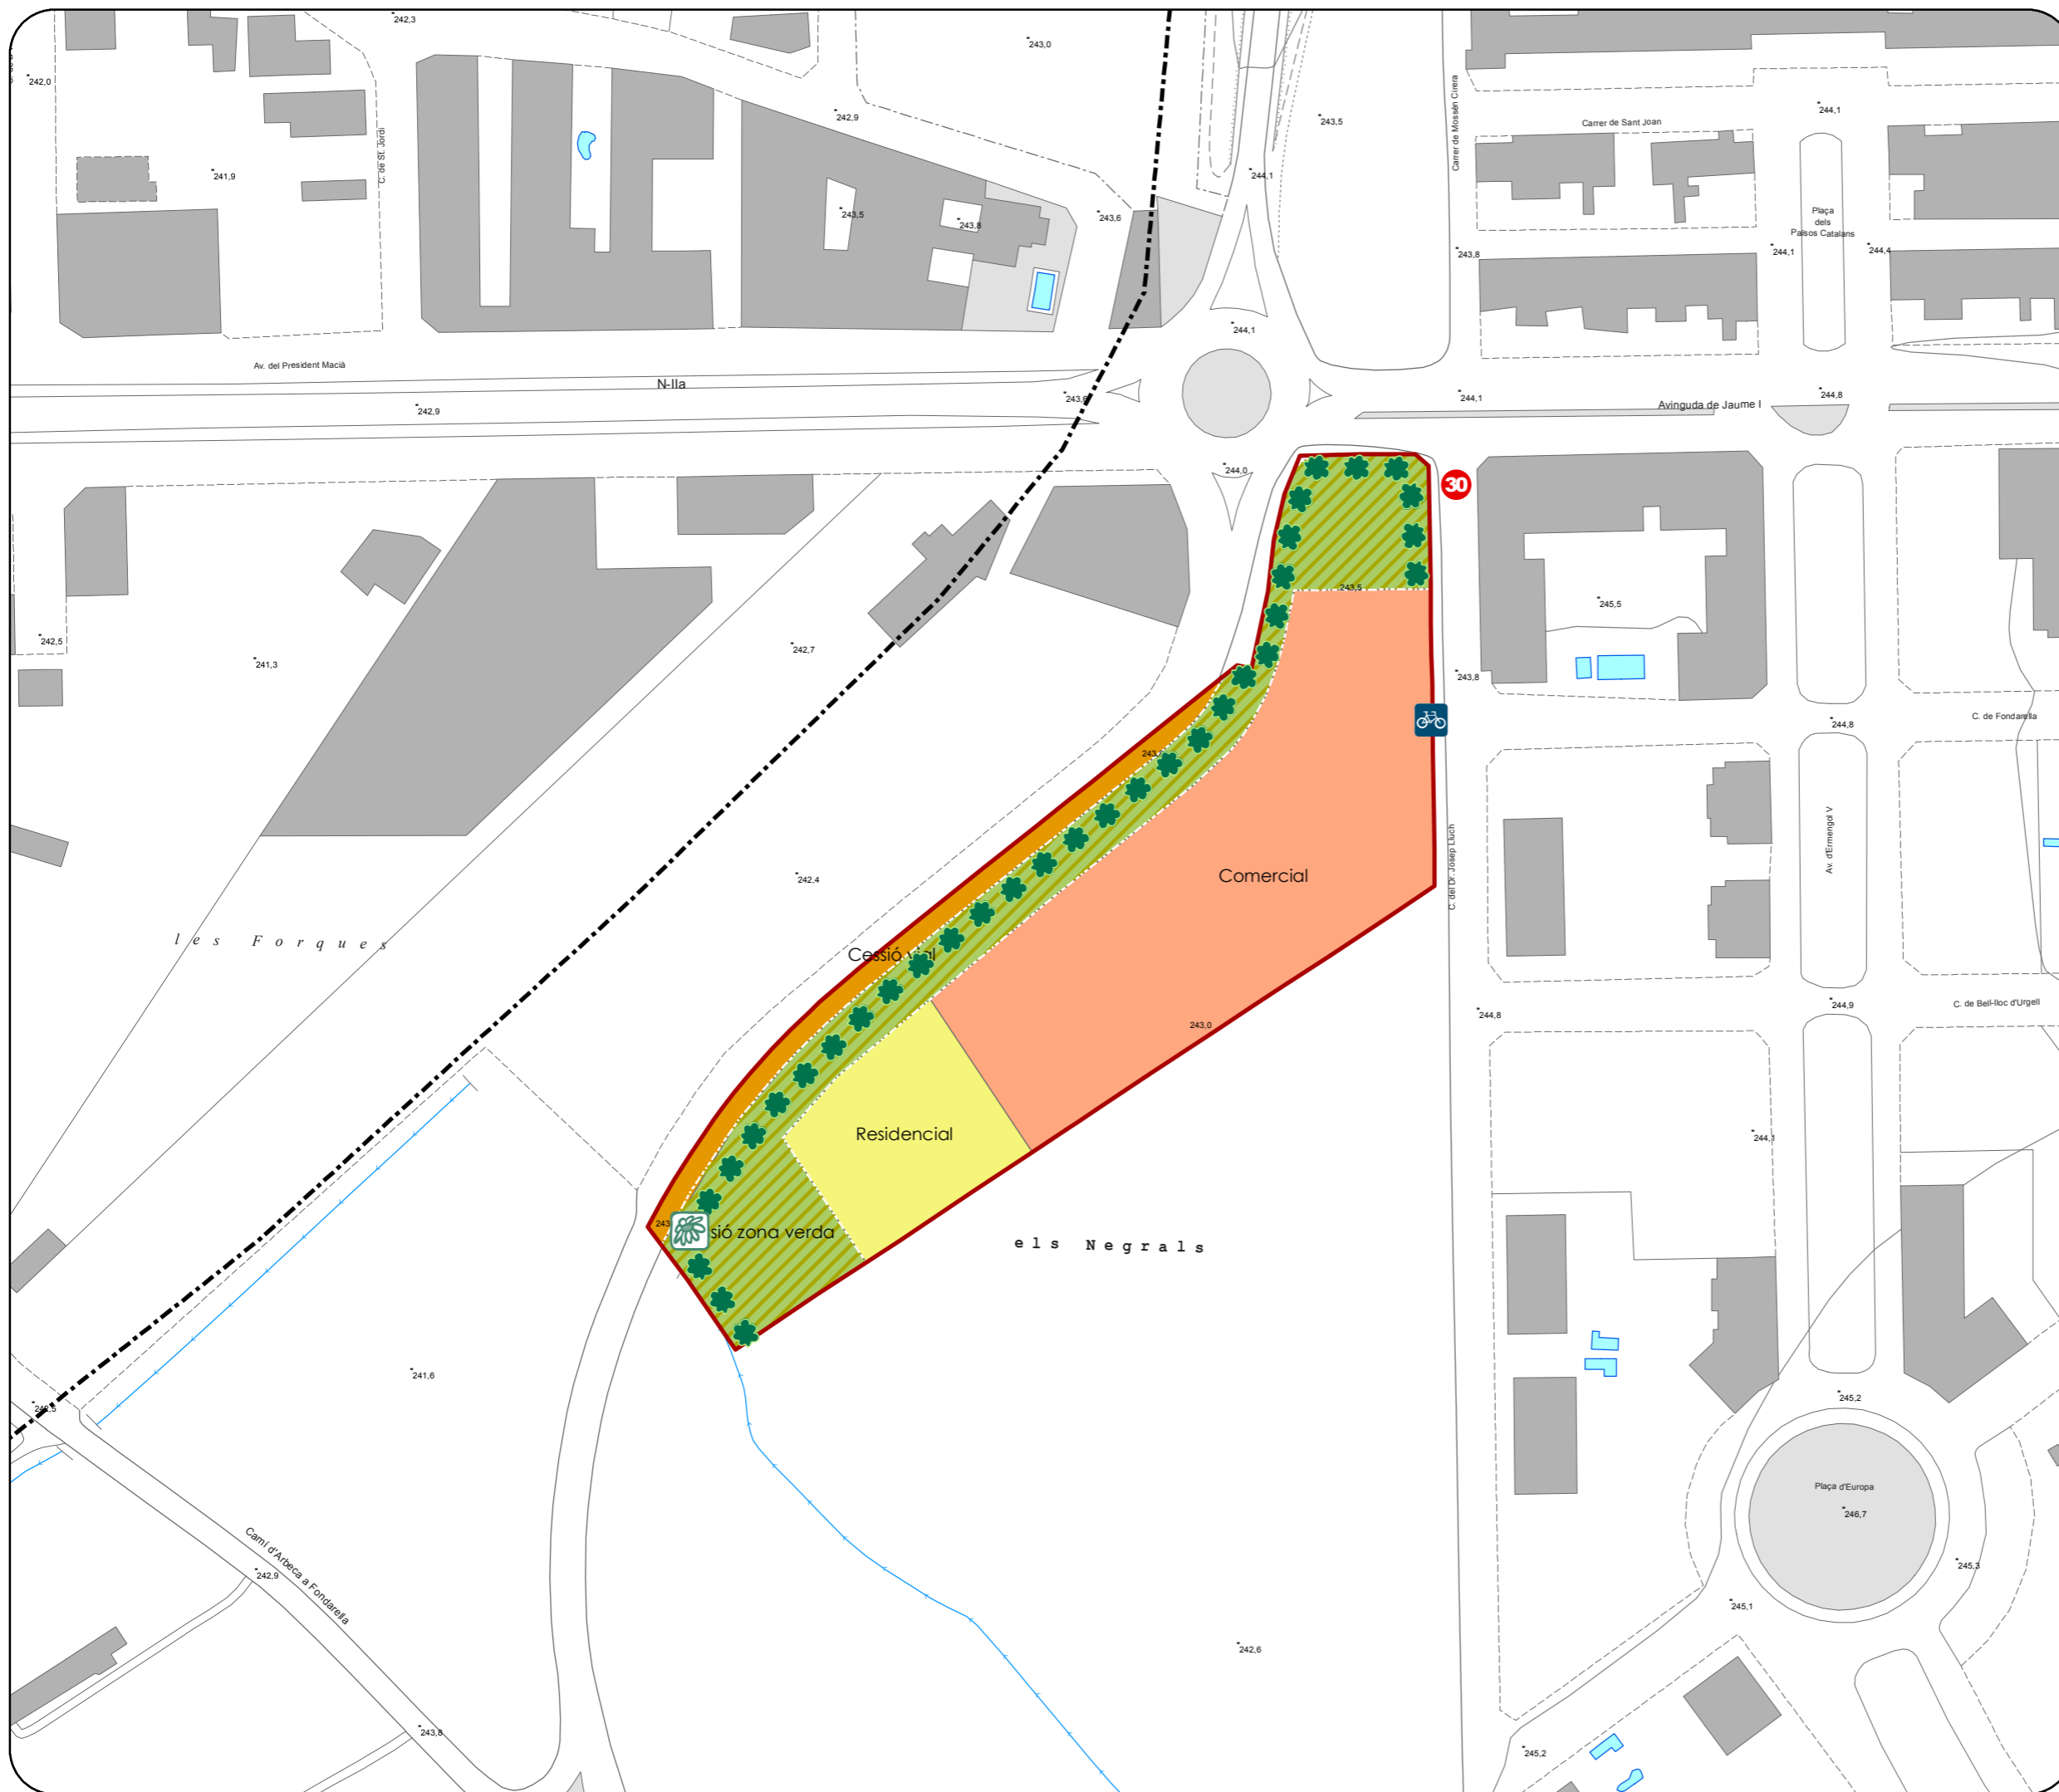 242,3
243,0
242,0
C. de St. Jordi
241,9
242,9
243,5
243,8
243,6
244,1
243,5
Carrer de Mossèn Cirera
Carrer de Sant Joan
244,1
Plaça
dels
Països Catalans
244,1
244,4
243,8
244,1
Av. del President Macià
N-IIa
242,9
244,1
Avinguda de Jaume I
244,8
244,0
30
243,5
245,5
242,5
241,3
242,7
243,8
C. de Fondarella
244,8
Comercial
C. del Dr. Josep Lluch
Av. d'Ermengol V
242,4
les Forques
Cessió
243,0
244,8
244,9
C. de Bell-lloc d'Urgell
Residencial
244,1
243
sió zona verda
els Negrals
241,6
245,2
Plaça d'Europa
246,7
Camí d'Arbeca a Fondarella
242,9
245,3
245,1
242,6
243,8
245,2